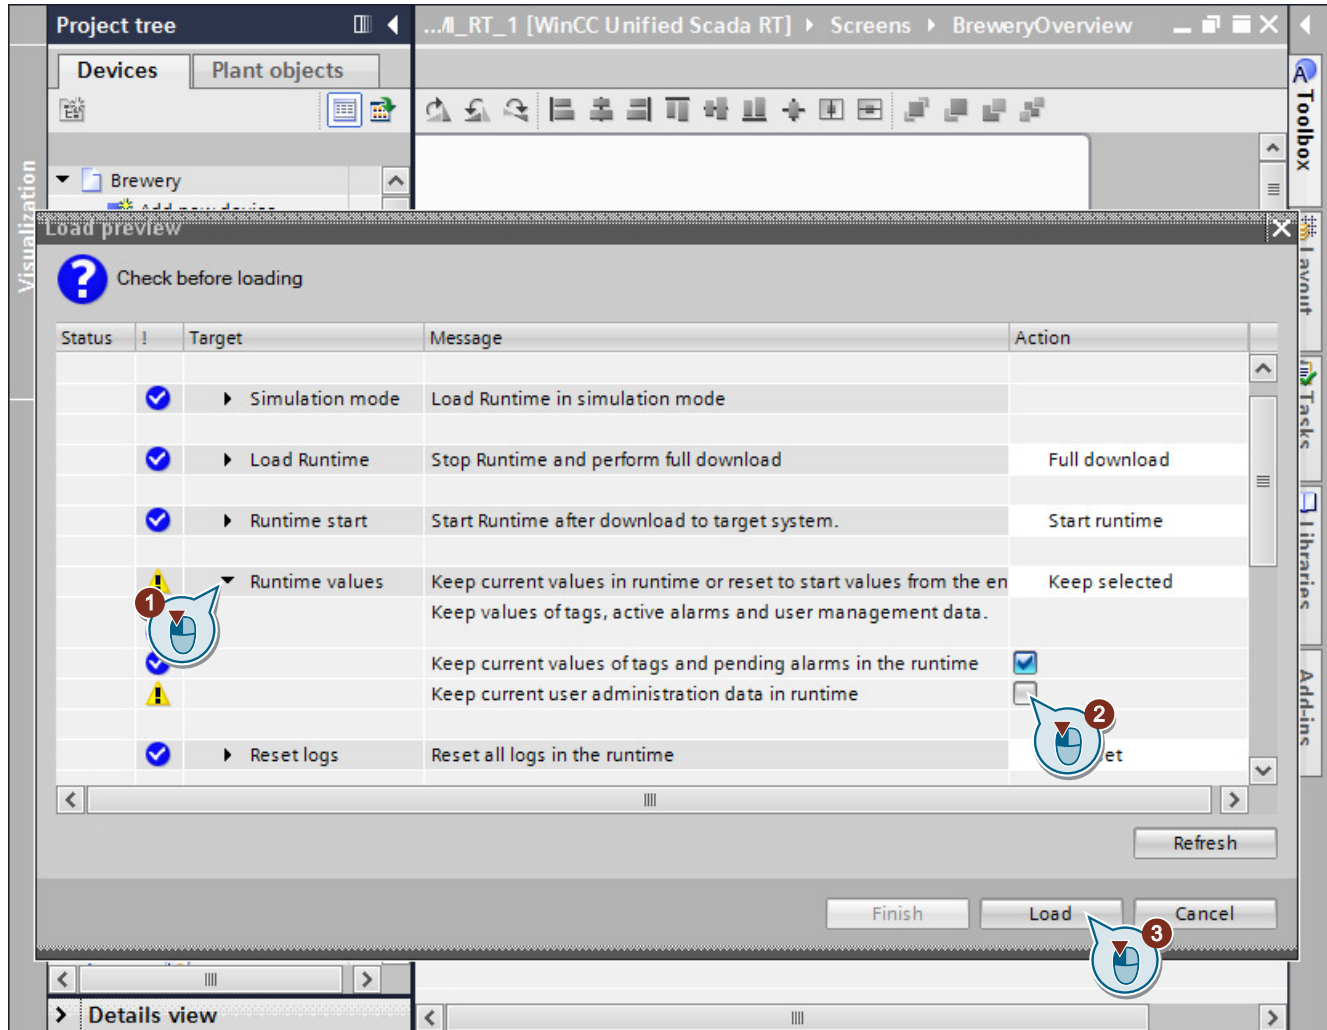 Project tree
...MI_RT_1 [WinCC Unified Scada RT] ▸ Screens ▸ BreweryOverview
Devices
Plant objects
Brewery
Add new device
Visualization
Toolbox
Layout
Tasks
Libraries
Add-ins
Load preview
Check before loading
Status ! Target Message Action
Simulation mode Load Runtime in simulation mode
Load Runtime Stop Runtime and perform full download Full download
Runtime start Start Runtime after download to target system. Start runtime
Runtime values Keep current values in runtime or reset to start values from the en Keep selected
1
Keep values of tags, active alarms and user management data.
Keep current values of tags and pending alarms in the runtime
Keep current user administration data in runtime
2
Reset logs Reset all logs in the runtime
Refresh
Finish Load Cancel
3
Details view